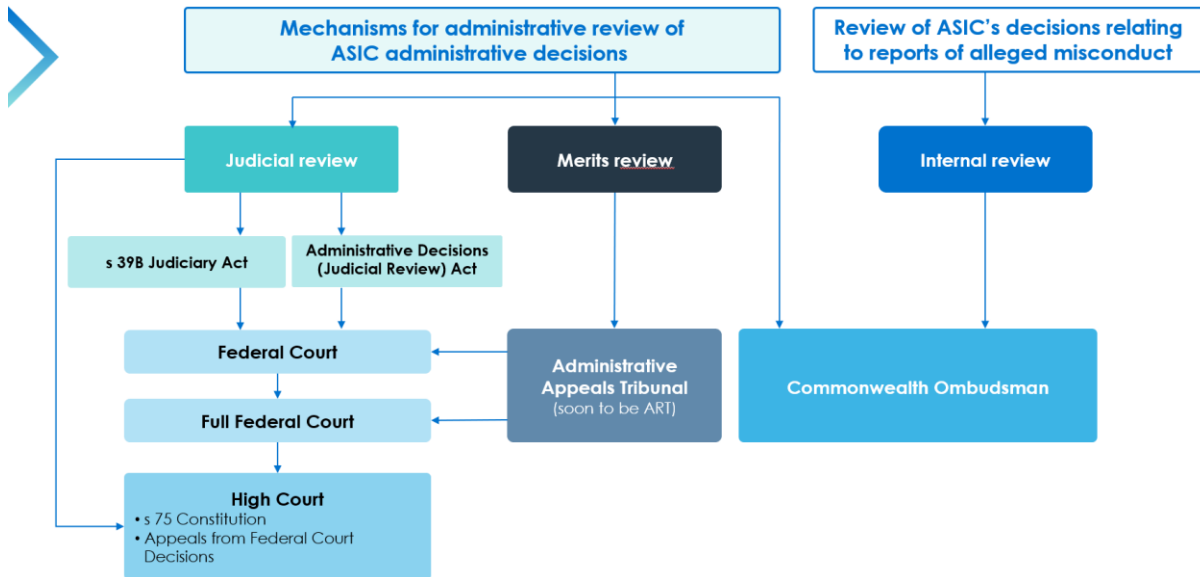 Mechanisms for administrative review of
ASIC administrative decisions
Review of ASIC’s decisions relating
to reports of alleged misconduct
Judicial review
Merits review
Internal review
s 39B Judiciary Act
Administrative Decisions
(Judicial Review) Act
Federal Court
Full Federal Court
Administrative
Appeals Tribunal
(soon to be ART)
Commonwealth Ombudsman
High Court
• s 75 Constitution
• Appeals from Federal Court
Decisions